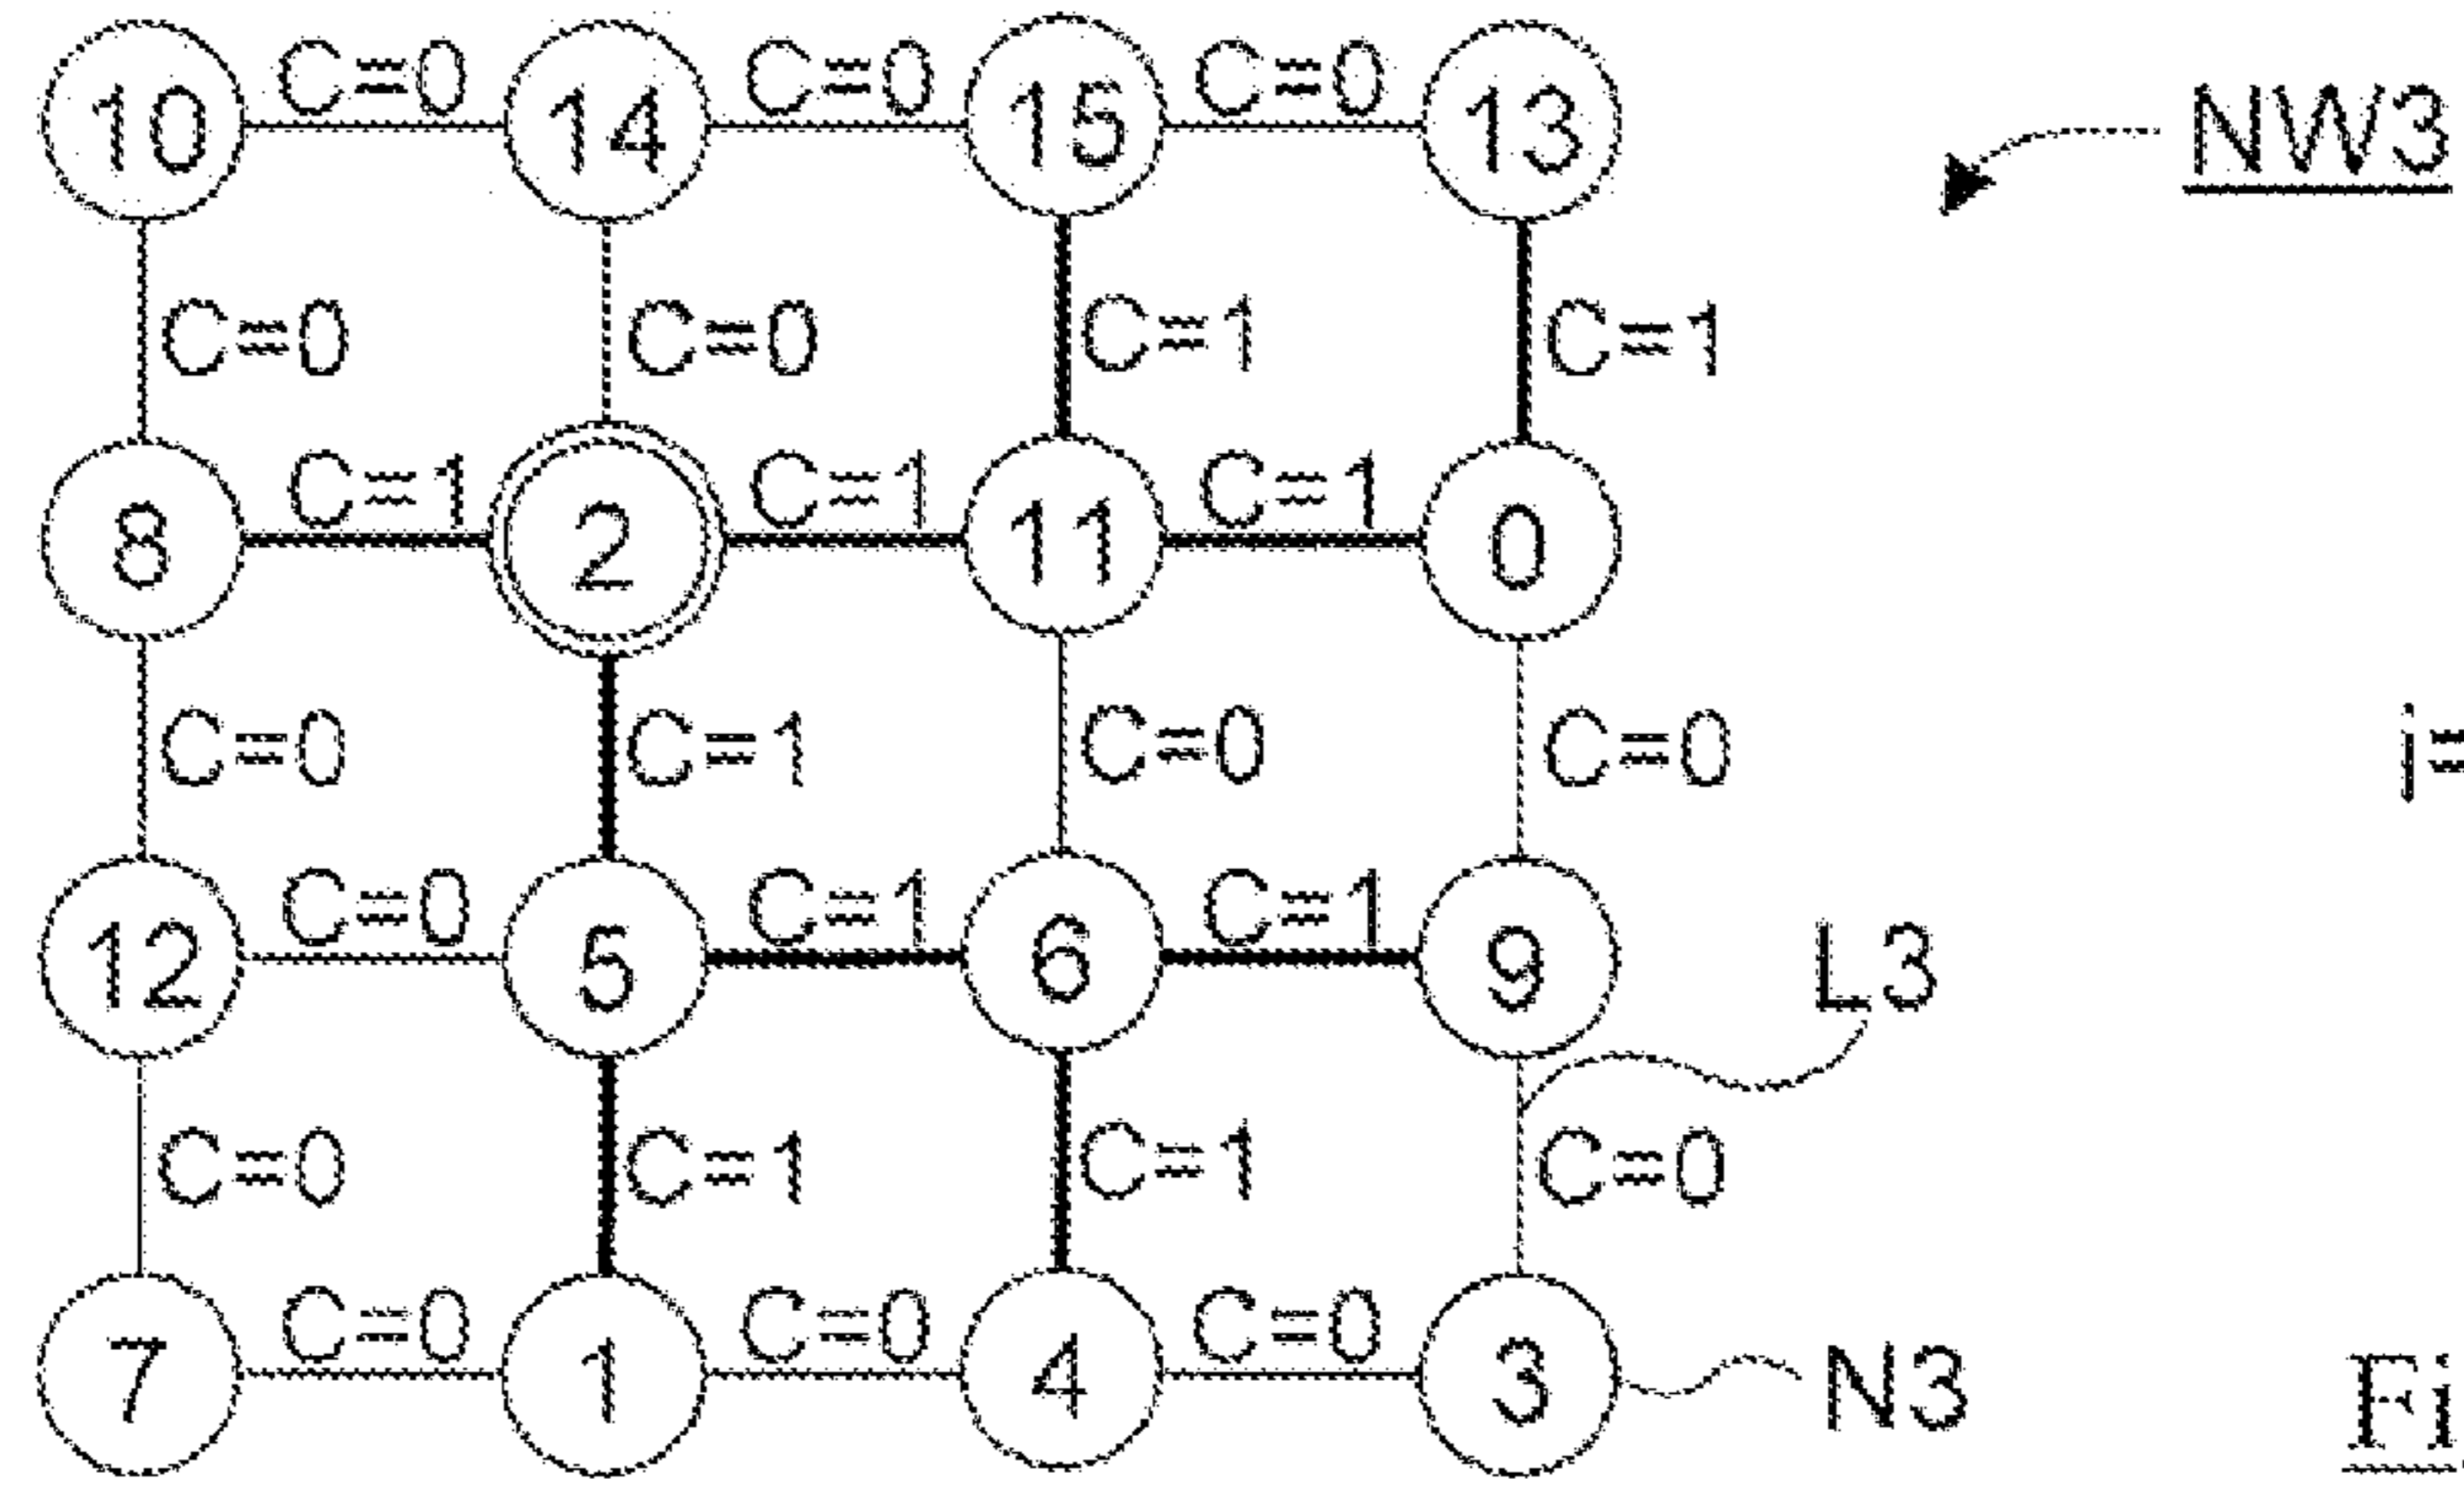 C=0 C=0 C=0
10 14 15 13 NW3
C=0 C=0 C=1 C=1
C=1 C=1 C=1
8 2 11 0
C=0 C=1 C=0 C=0 i=
C=0 C=1 C=1
12 5 6 9 L3
C=0 C=1 C=1 C=0
C=0 C=0 C=0
7 1 4 3 N3 Fi